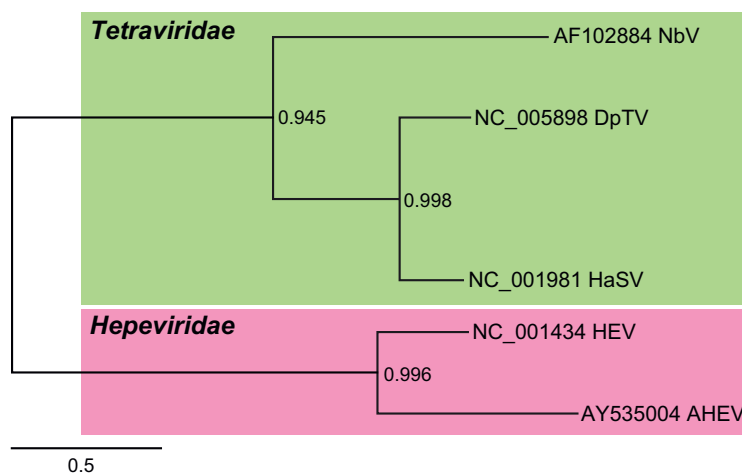 Tetraviridae
AF102884 NbV
0.945
NC_005898 DpTV
0.998
NC_001981 HaSV
Hepeviridae
NC_001434 HEV
0.996
AY535004 AHEV
0.5